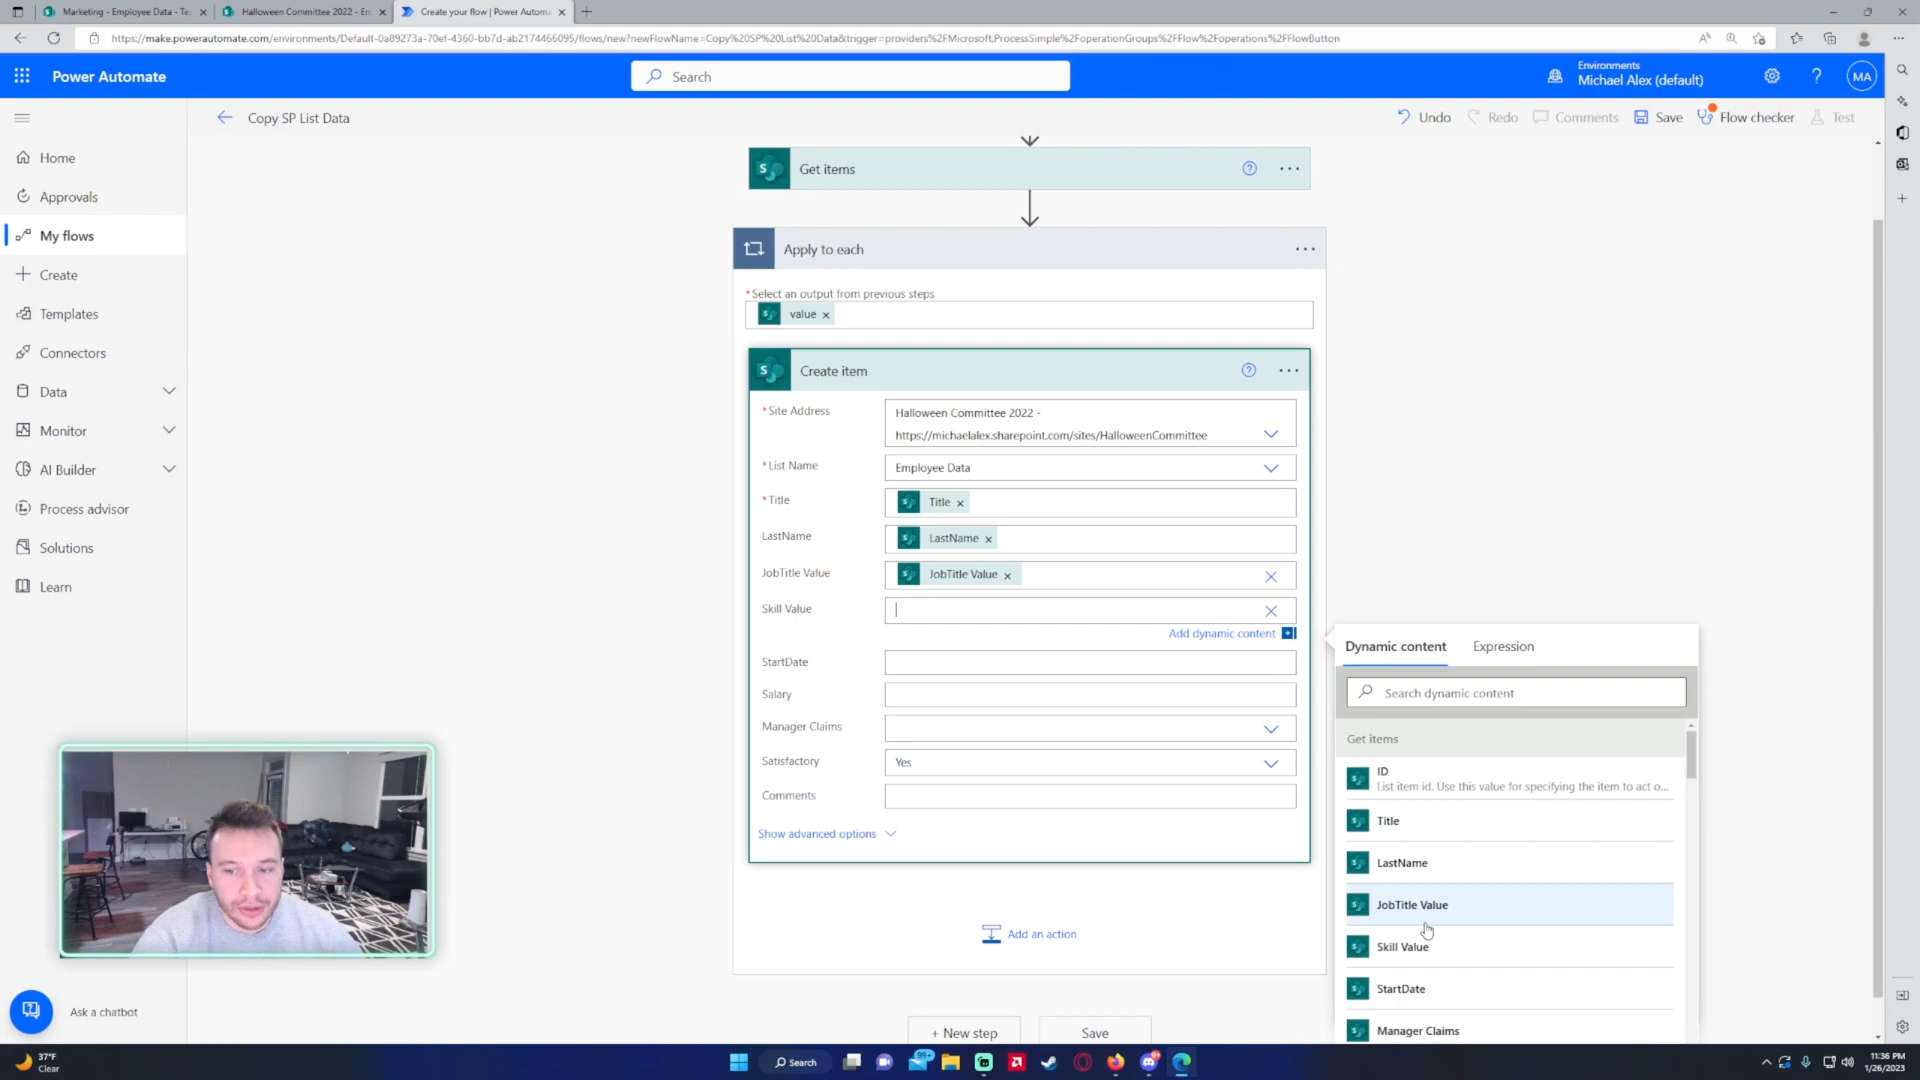 Marketing - Employee Data - Te
Halloween Committee 2022 - Em
Create your flow | Power Automa
https://make.powerautomate.com/environments/Default-0a89273a-70ef-4360-bb7d-ab2174466095/flows/new?newFlowName=Copy%20SP%20List%20Data&trigger=providers%2FMicrosoft.ProcessSimple%2FoperationGroups%2FFlow%2Foperations%2FFlowButton
Power Automate
Search
Environments
Michael Alex (default)
MA
Copy SP List Data
Undo
Redo
Comments
Save
Flow checker
Test
Home
Approvals
My flows
Create
Templates
Connectors
Data
Monitor
AI Builder
Process advisor
Solutions
Learn
Ask a chatbot
Get items
Apply to each
*Select an output from previous steps
value
Create item
*Site Address
Halloween Committee 2022 -
https://michaelalex.sharepoint.com/sites/HalloweenCommittee
*List Name
Employee Data
*Title
Title
LastName
LastName
JobTitle Value
JobTitle Value
Skill Value
Add dynamic content
StartDate
Salary
Manager Claims
Satisfactory
Yes
Comments
Show advanced options
Add an action
+ New step
Save
Dynamic content
Expression
Search dynamic content
Get items
ID
List item id. Use this value for specifying the item to act o...
Title
LastName
JobTitle Value
Skill Value
StartDate
Manager Claims
37°F
Clear
Search
99+
11:36 PM
1/26/2023